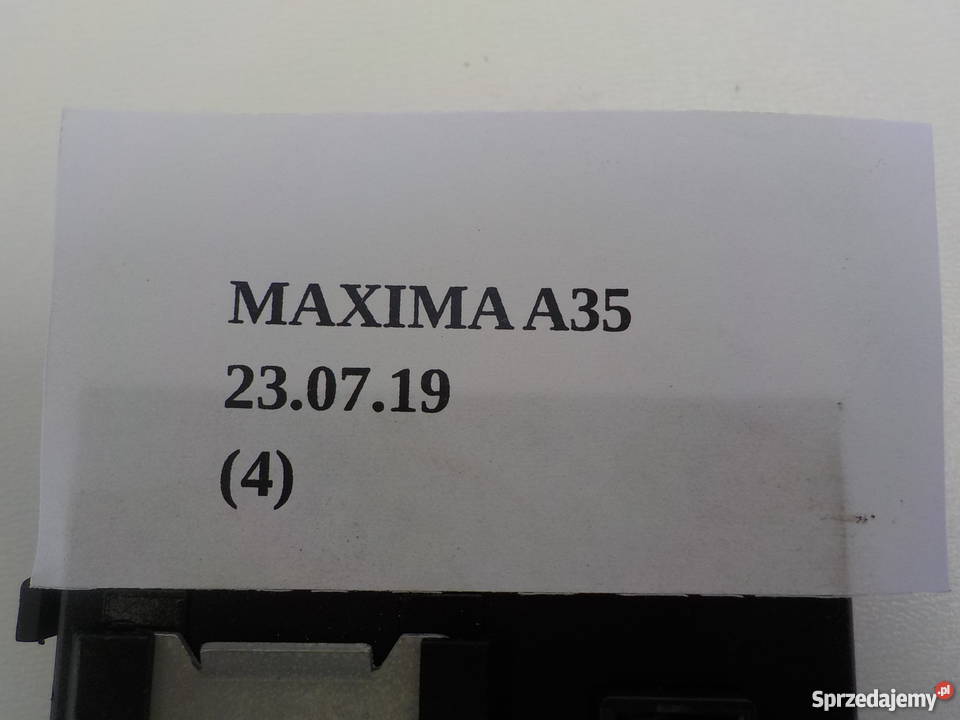 MAXIMA A35
23.07.19
(4)
Sprzedajemy.pl